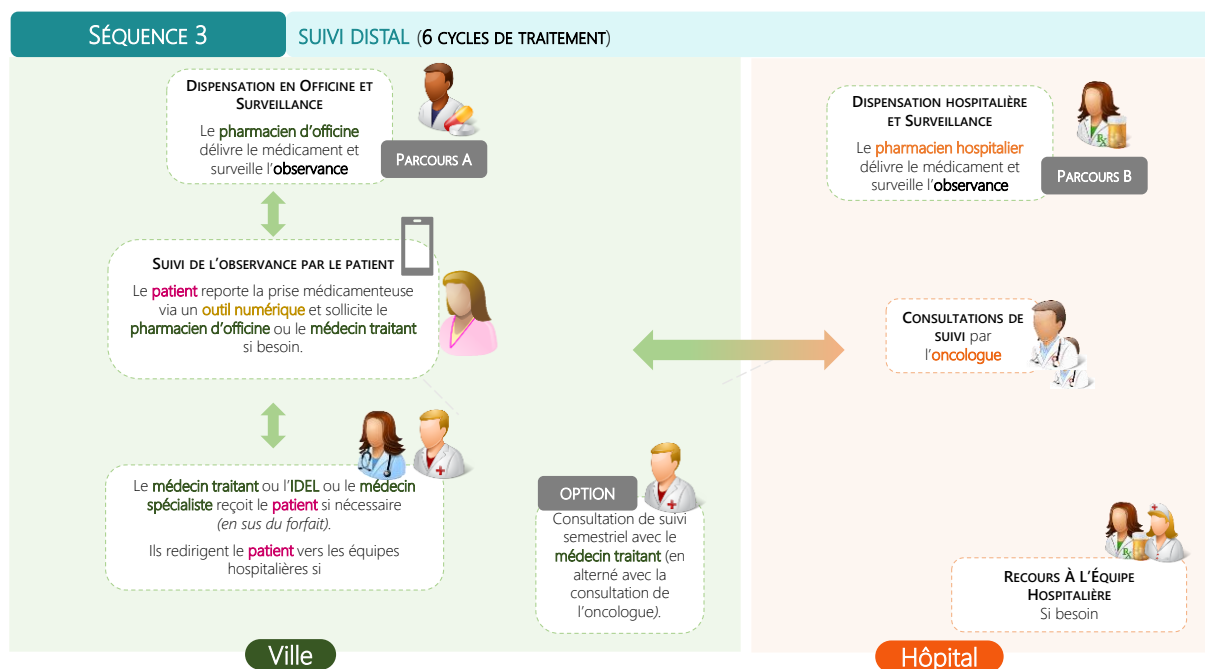 SÉQUENCE 3
SUIVI DISTAL (6 CYCLES DE TRAITEMENT)
DISPENSATION EN OFFICINE ET
SURVEILLANCE
Le pharmacien d'officine
délivre le médicament et
surveille l'observance
PARCOURS A
SUIVI DE L'OBSERVANCE PAR LE PATIENT
Le patient reporte la prise médicamenteuse
via un outil numérique et sollicite le
pharmacien d'officine ou le médecin traitant
si besoin.
Le médecin traitant ou l'IDEL ou le médecin
spécialiste reçoit le patient si nécessaire
(en sus du forfait).
Ils redirigent le patient vers les équipes
hospitalières si
OPTION
Consultation de suivi
semestriel avec le
médecin traitant (en
alterné avec la
consultation de
l'oncologue).
Ville
DISPENSATION HOSPITALIÈRE
ET SURVEILLANCE
Le pharmacien hospitalier
délivre le médicament et
surveille l'observance
PARCOURS B
CONSULTATIONS DE
SUIVI par
l'oncologue
RECOURS À L'ÉQUIPE
HOSPITALIÈRE
Si besoin
Hôpital